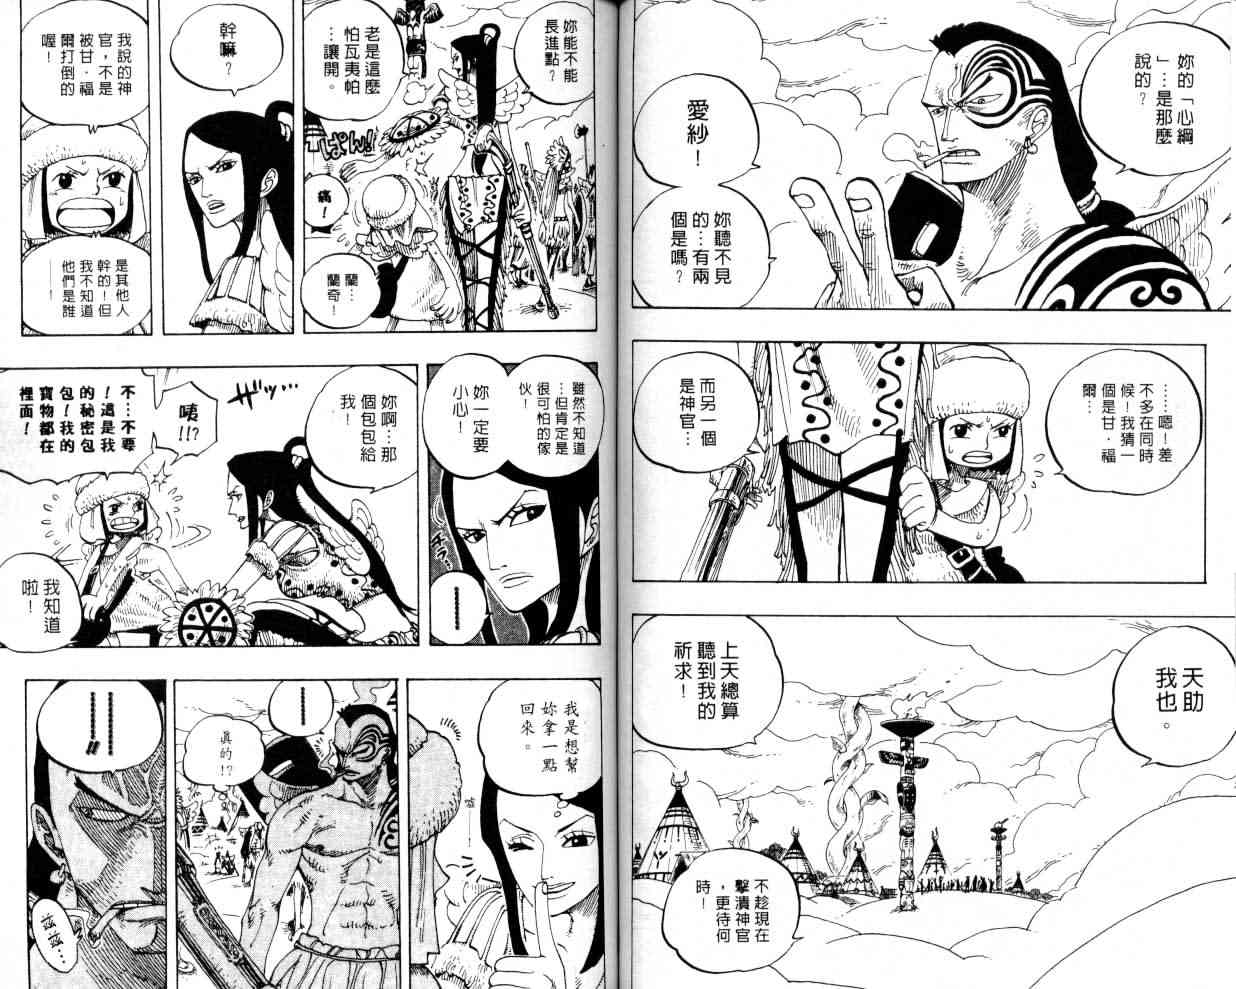 妳的「心綱
」…是那麼
說的?
愛紗!
妳聽不見
的…有兩
個是嗎?
……嗯!差
不多在同時
候!我猜一
個是甘.福
爾…
而另一個
是神官…
天助
我也。
上天總算
聽到我的
祈求!
不趁現在
擊潰神官
,更待何
時!
妳能不能
長進點?
老是這麼
怕瓦夷帕
…讓開。
ぱん!
痛!
蘭…
蘭奇!
幹嘛?
我說的神
官,不是
被甘.福
爾打倒的
喔!
是其他人
幹的!但
我不知道
他們是誰
——!
雖然不知道
…但肯定是
很可怕的傢
伙!
妳一定要
小心!
妳啊…那
個包包給
我!
咦
!!?
不…不要
!這是我
的秘密包
包!我的
寶物都在
裡面!
我知道
啦!
我是想幫
妳拿一點
回來。
噓
真的!?
茲茲…